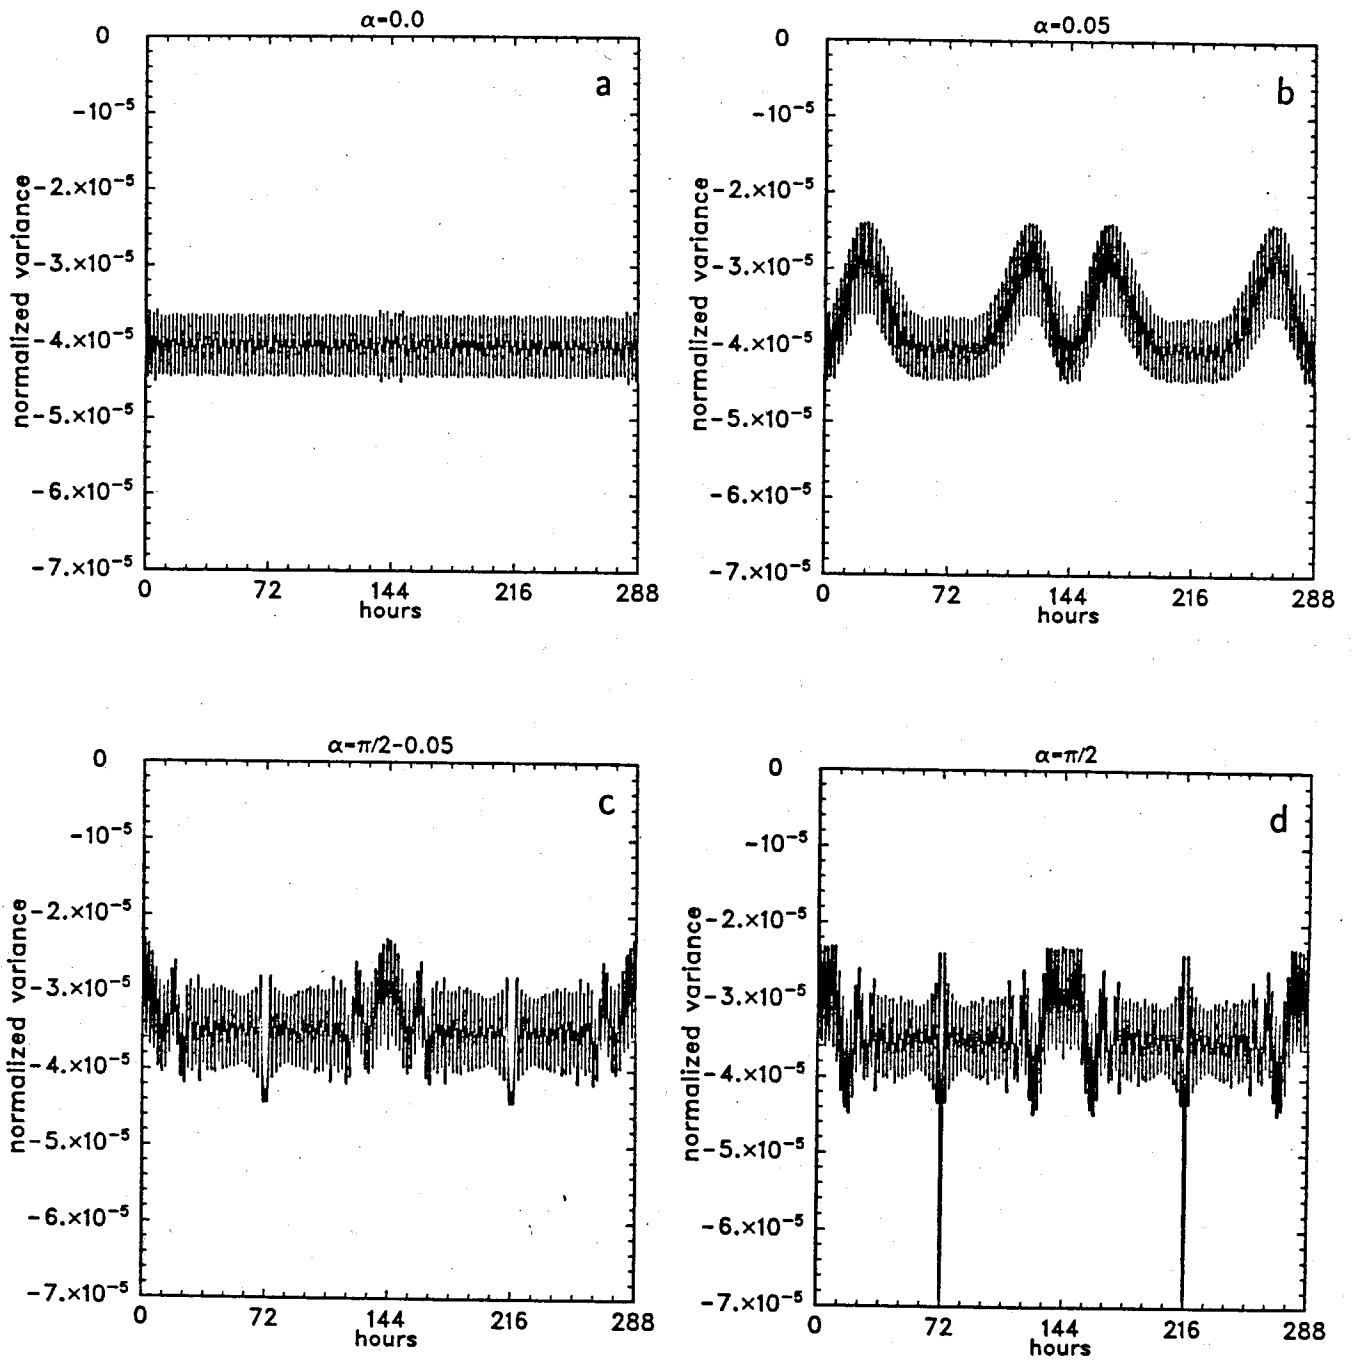 α=0.0
a
0
-10⁻⁵
-2.×10⁻⁵
-3.×10⁻⁵
-4.×10⁻⁵
-5.×10⁻⁵
-6.×10⁻⁵
-7.×10⁻⁵
normalized variance
0 72 144 216 288
hours
α=0.05
b
0
-10⁻⁵
-2.×10⁻⁵
-3.×10⁻⁵
-4.×10⁻⁵
-5.×10⁻⁵
-6.×10⁻⁵
-7.×10⁻⁵
normalized variance
0 72 144 216 288
hours
α=π/2-0.05
c
0
-10⁻⁵
-2.×10⁻⁵
-3.×10⁻⁵
-4.×10⁻⁵
-5.×10⁻⁵
-6.×10⁻⁵
-7.×10⁻⁵
normalized variance
0 72 144 216 288
hours
α=π/2
d
0
-10⁻⁵
-2.×10⁻⁵
-3.×10⁻⁵
-4.×10⁻⁵
-5.×10⁻⁵
-6.×10⁻⁵
-7.×10⁻⁵
normalized variance
0 72 144 216 288
hours